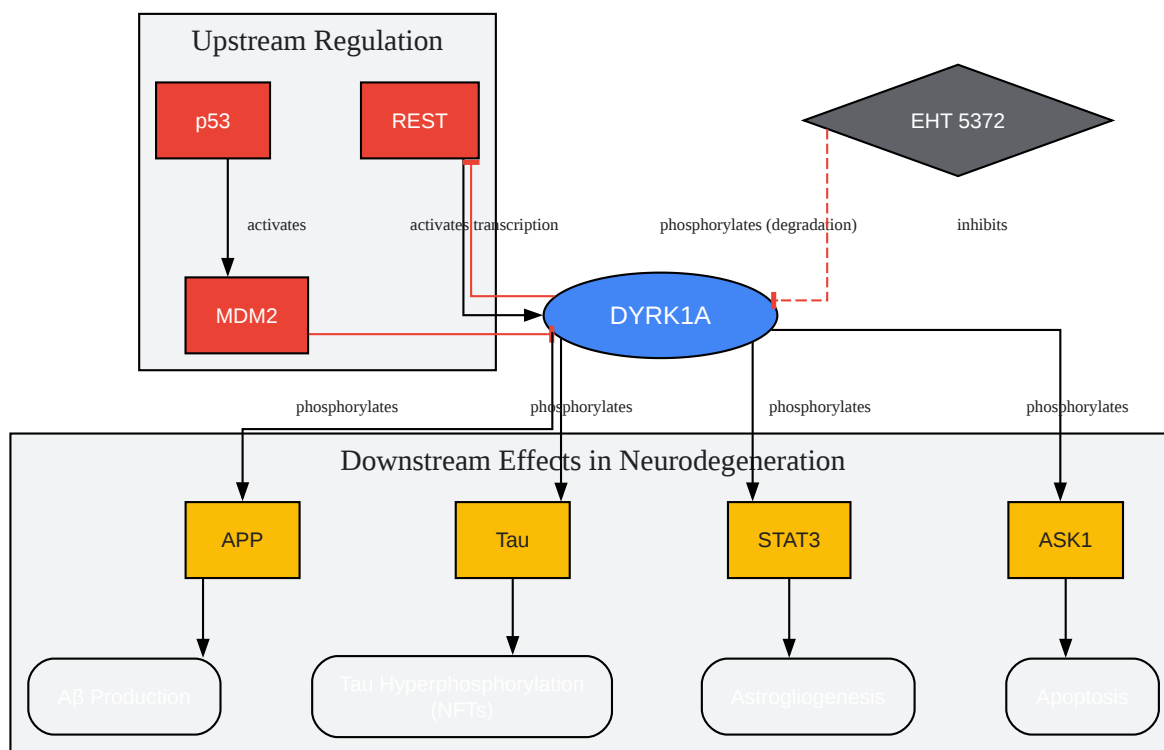 Upstream Regulation
p53
REST
EHT 5372
activates
activates transcription
phosphorylates (degradation)
inhibits
MDM2
DYRK1A
phosphorylates
phosphorylates
phosphorylates
phosphorylates
Downstream Effects in Neurodegeneration
APP
Tau
STAT3
ASK1
Aβ Production
Tau Hyperphosphorylation
(NFTs)
Astrogliogenesis
Apoptosis